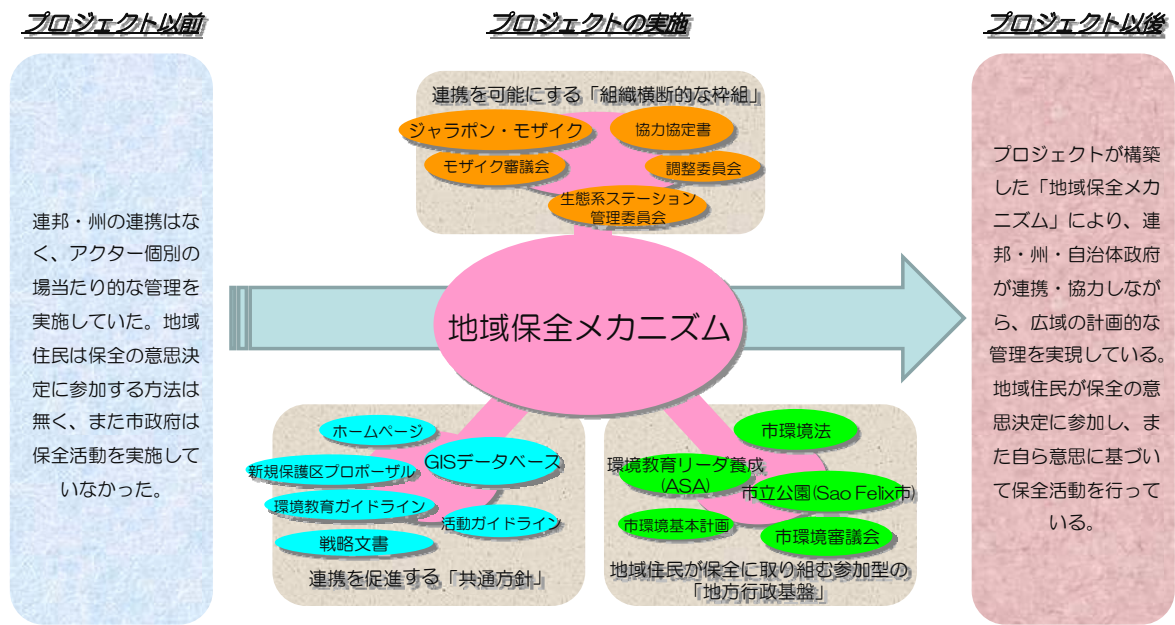 プロジェクト以前
プロジェクトの実施
プロジェクト以後
連邦・州の連携はな
く、アクター個別の
場当たり的な管理を
実施していた。地域
住民は保全の意思決
定に参加する方法は
無く、また市政府は
保全活動を実施して
いなかった。
連携を可能にする「組織横断的な枠組」
ジャラポン・モザイク
協力協定書
モザイク審議会
調整委員会
生態系ステーション
管理委員会
地域保全メカニズム
ホームページ
GISデータベース
新規保護区プロポーザル
環境教育ガイドライン
活動ガイドライン
戦略文書
連携を促進する「共通方針」
市環境法
環境教育リーダ養成
(ASA)
市立公園(Sao Felix市)
市環境基本計画
市環境審議会
地域住民が保全に取り組む参加型の
「地方行政基盤」
プロジェクトが構築
した「地域保全メカ
ニズム」により、連
邦・州・自治体政府
が連携・協力しなが
ら、広域の計画的な
管理を実現している。
地域住民が保全の意
思決定に参加し、ま
た自ら意思に基づい
て保全活動を行って
いる。